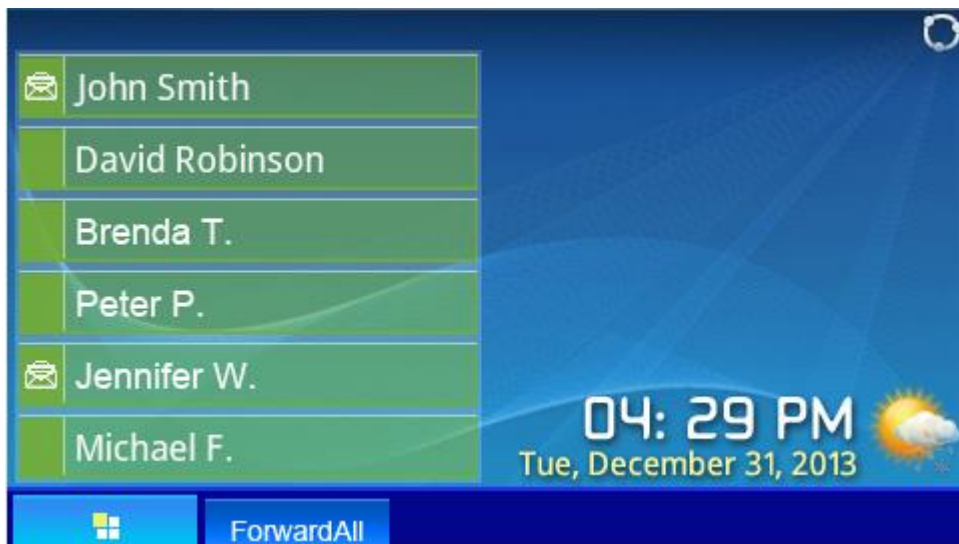 John Smith
David Robinson
Brenda T.
Peter P.
Jennifer W.
Michael F.
04: 29 PM
Tue, December 31, 2013
ForwardAll